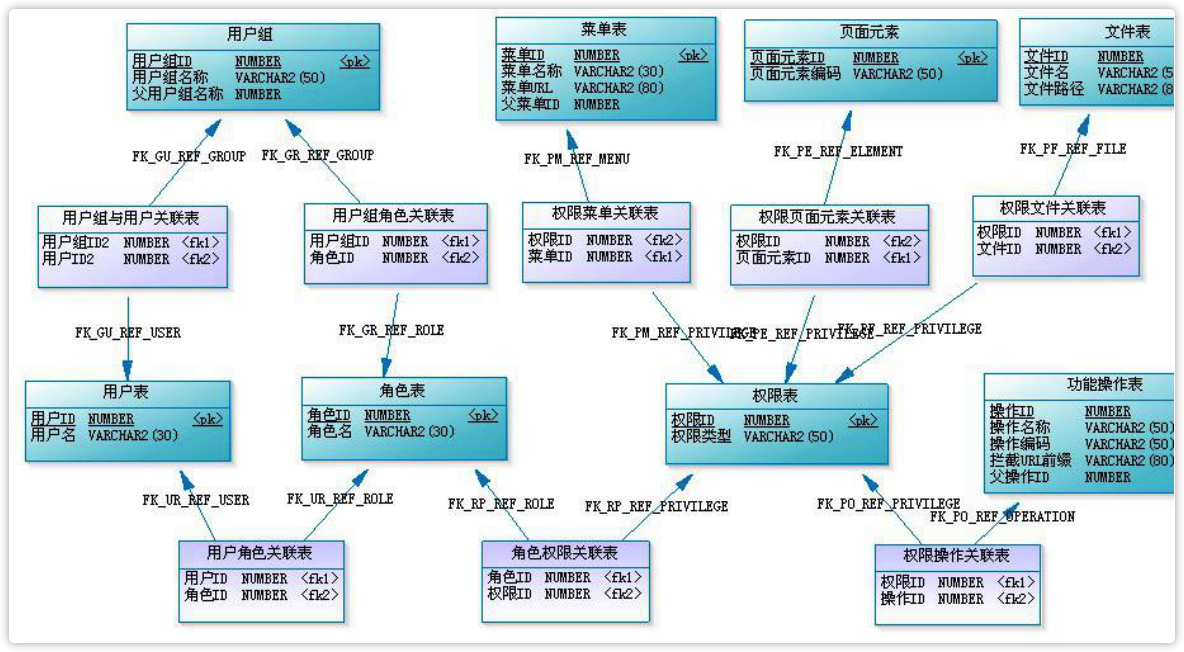 用户组
用户组ID NUMBER <pk>
用户组名称 VARCHAR2(50)
父用户组名称 NUMBER
菜单表
菜单ID NUMBER <pk>
菜单名称 VARCHAR2(30)
菜单URL VARCHAR2(80)
父菜单ID NUMBER
页面元素
页面元素ID NUMBER <pk>
页面元素编码 VARCHAR2(50)
文件表
文件ID NUMBER
文件名 VARCHAR2(5
文件路径 VARCHAR2(8
FK_GU_REF_GROUP
FK_GR_REF_GROUP
FK_PM_REF_MENU
FK_PE_REF_ELEMENT
FK_PF_REF_FILE
用户组与用户关联表
用户组ID2 NUMBER <fk1>
用户ID2 NUMBER <fk2>
用户组角色关联表
用户组ID NUMBER <fk1>
角色ID NUMBER <fk2>
权限菜单关联表
权限ID NUMBER <fk2>
菜单ID NUMBER <fk1>
权限页面元素关联表
权限ID NUMBER <fk2>
页面元素ID NUMBER <fk1>
权限文件关联表
权限ID NUMBER <fk1>
文件ID NUMBER <fk2>
FK_GU_REF_USER
FK_GR_REF_ROLE
FK_PM_REF_PRIVILEGE
FK_PE_REF_PRIVILEGE
FK_PF_REF_PRIVILEGE
用户表
用户ID NUMBER <pk>
用户名 VARCHAR2(30)
角色表
角色ID NUMBER <pk>
角色名 VARCHAR2(30)
权限表
权限ID NUMBER <pk>
权限类型 VARCHAR2(50)
功能操作表
操作ID NUMBER
操作名称 VARCHAR2(50)
操作编码 VARCHAR2(50)
拦截URL前缀 VARCHAR2(80)
父操作ID NUMBER
FK_UR_REF_USER
FK_UR_REF_ROLE
FK_RP_REF_ROLE
FK_RP_REF_PRIVILEGE
FK_PO_REF_PRIVILEGE
FK_PO_REF_OPERATION
用户角色关联表
用户ID NUMBER <fk1>
角色ID NUMBER <fk2>
角色权限关联表
角色ID NUMBER <fk1>
权限ID NUMBER <fk2>
权限操作关联表
权限ID NUMBER <fk1>
操作ID NUMBER <fk2>